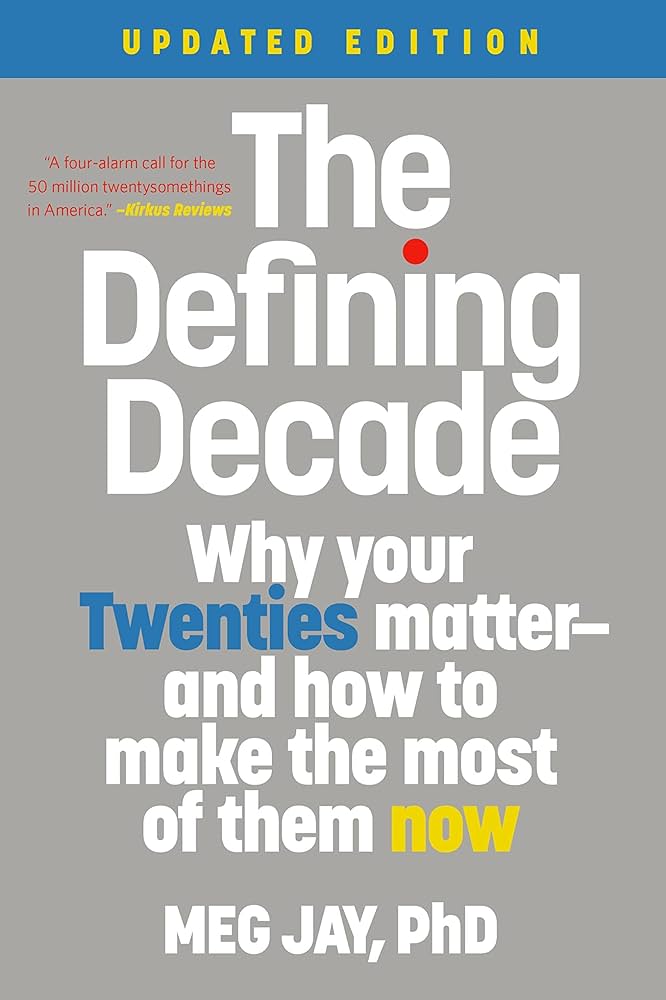 UPDATED EDITION
“A four-alarm call for the
50 million twentysomethings
in America.” –Kirkus Reviews
The
Defining
Decade
Why your
Twenties matter—
and how to
make the most
of them now
MEG JAY, PhD